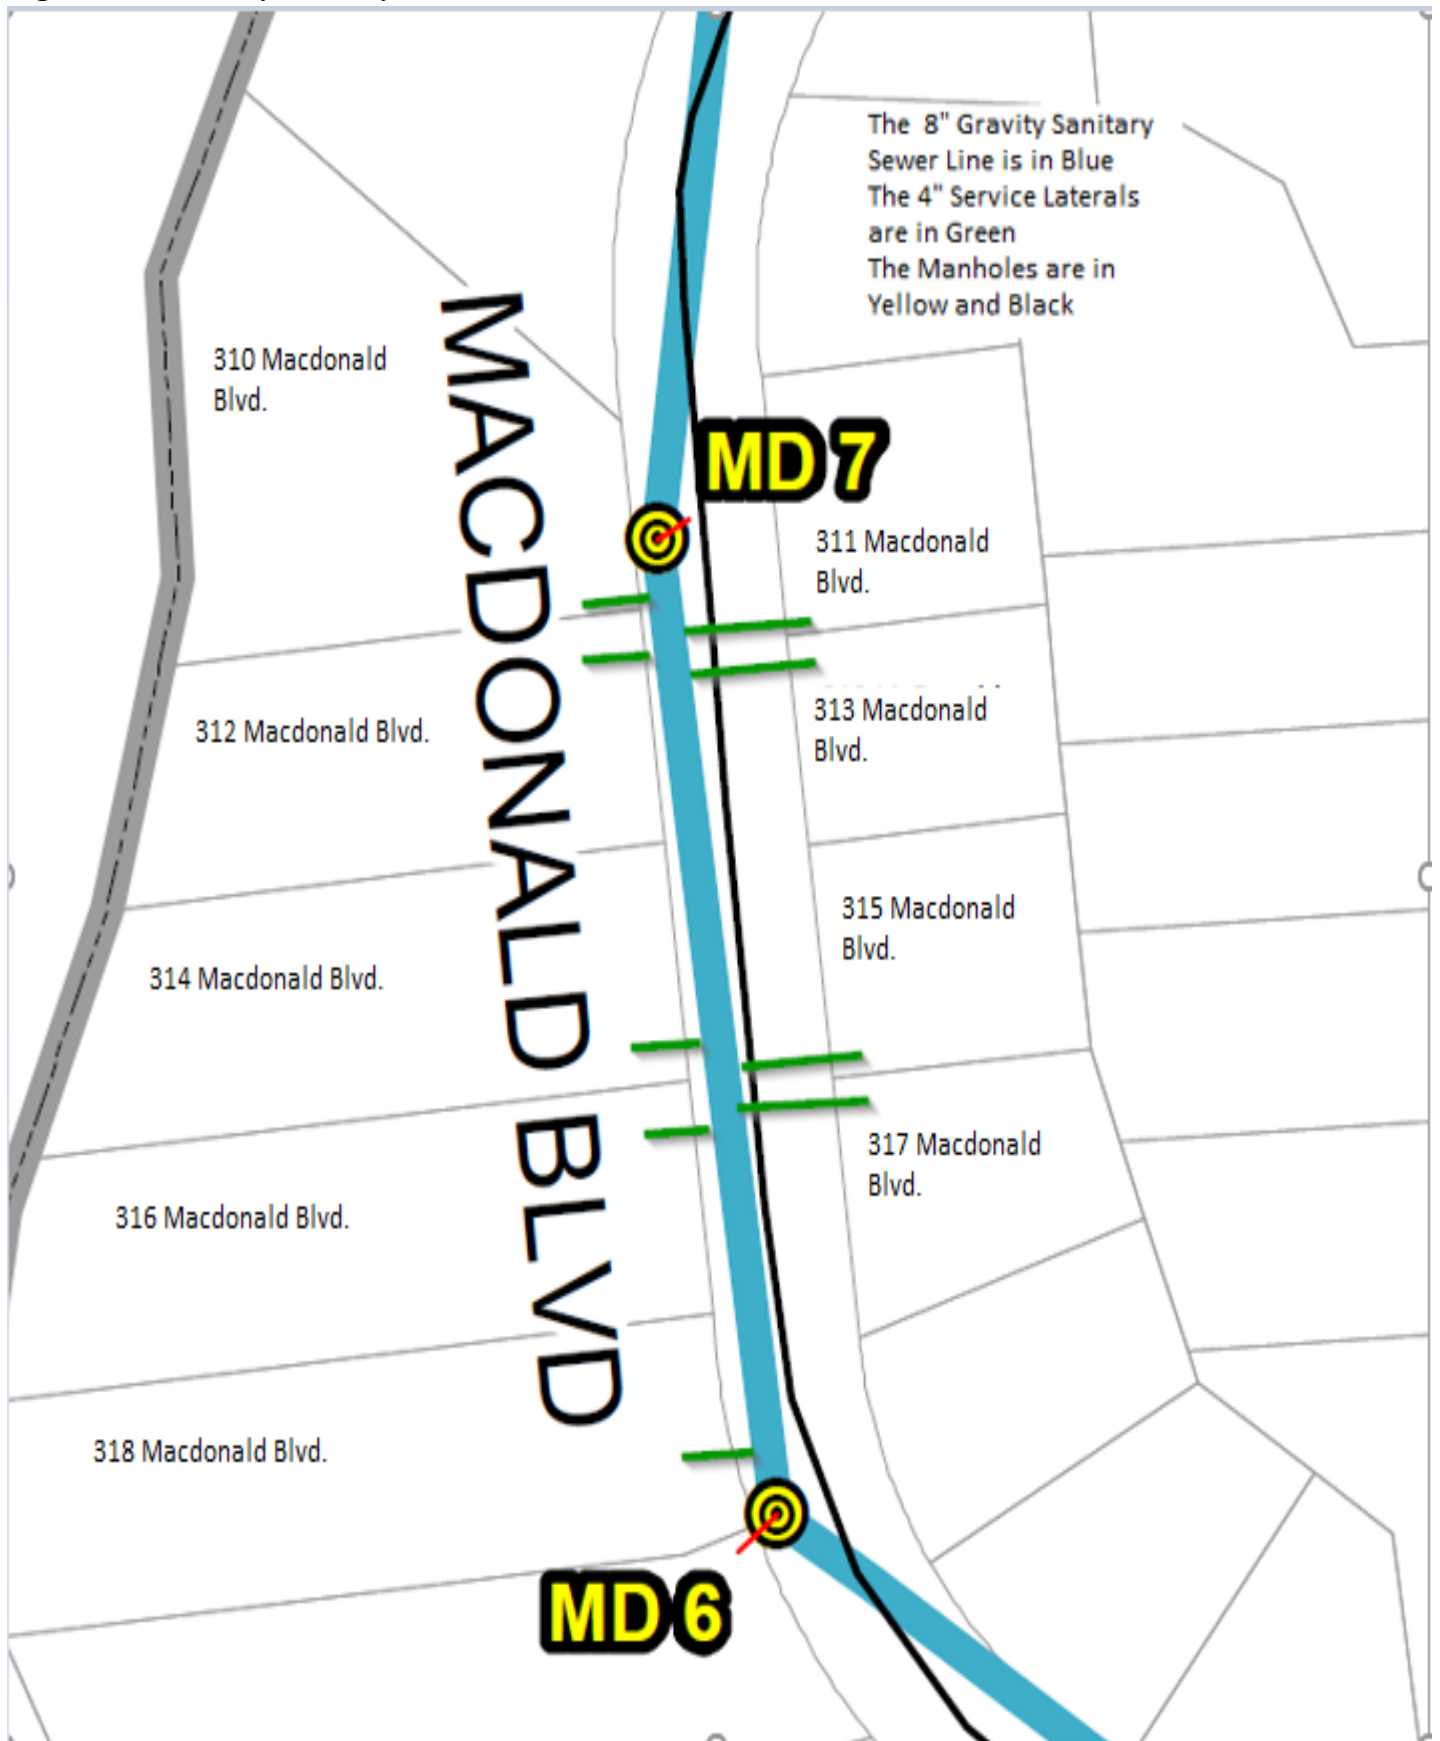 The 8" Gravity Sanitary
Sewer Line is in Blue
The 4" Service Laterals
are in Green
The Manholes are in
Yellow and Black
310 Macdonald
Blvd.
MACDONALD BLVD
MD 7
311 Macdonald
Blvd.
312 Macdonald Blvd.
313 Macdonald
Blvd.
315 Macdonald
Blvd.
314 Macdonald Blvd.
317 Macdonald
Blvd.
316 Macdonald Blvd.
318 Macdonald Blvd.
MD 6